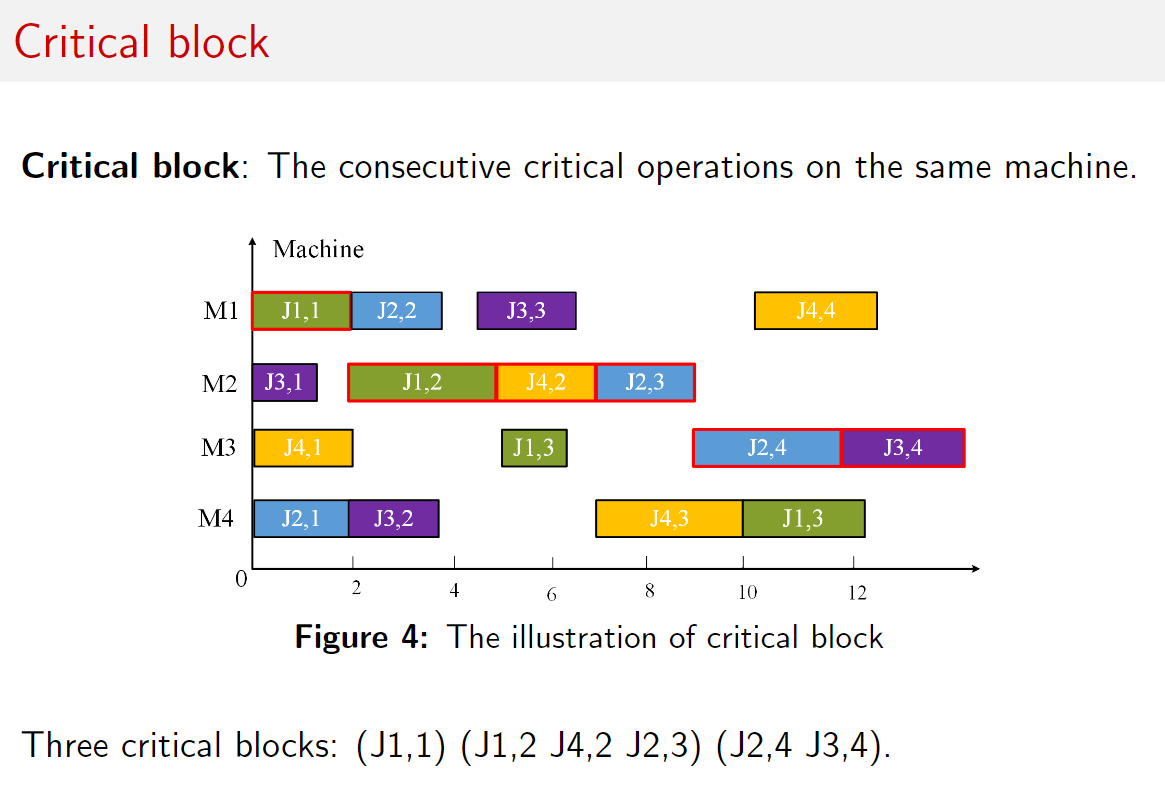 Critical block
Critical block: The consecutive critical operations on the same machine.
Machine
M1 J1,1 J2,2 J3,3 J4,4
M2 J3,1 J1,2 J4,2 J2,3
M3 J4,1 J1,3 J2,4 J3,4
M4 J2,1 J3,2 J4,3 J1,3
0 2 4 6 8 10 12
Figure 4: The illustration of critical block
Three critical blocks: (J1,1) (J1,2 J4,2 J2,3) (J2,4 J3,4).